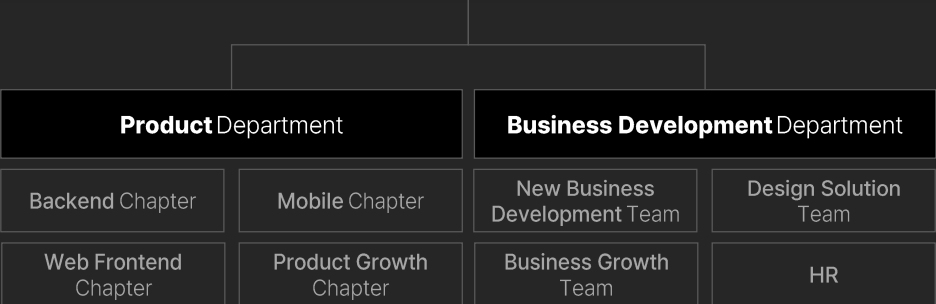 Product Department
Business Development Department
Backend Chapter
Mobile Chapter
New Business
Development Team
Design Solution
Team
Web Frontend
Chapter
Product Growth
Chapter
Business Growth
Team
HR